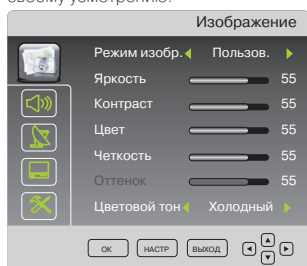 своему усмотрению.
Изображение
Режим изобр. Пользов.
Яркость 55
Контраст 55
Цвет 55
Четкость 55
Оттенок 55
Цветовой тон Холодный
ОК НАСТР ВЫХОД